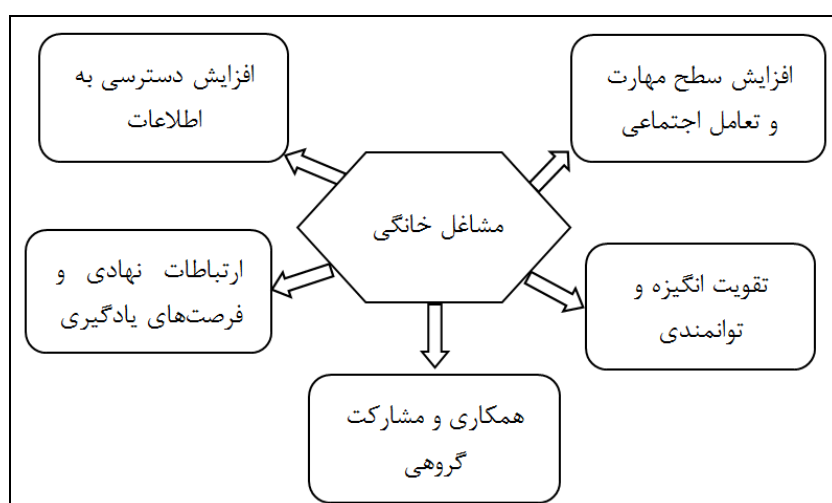 افزایش سطح مهارت
و تعامل اجتماعی
افزایش دسترسی به
اطلاعات
مشاغل خانگی
تقویت انگیزه و
توانمندی
ارتباطات نهادی و
فرصت‌های یادگیری
همکاری و مشارکت
گروهی